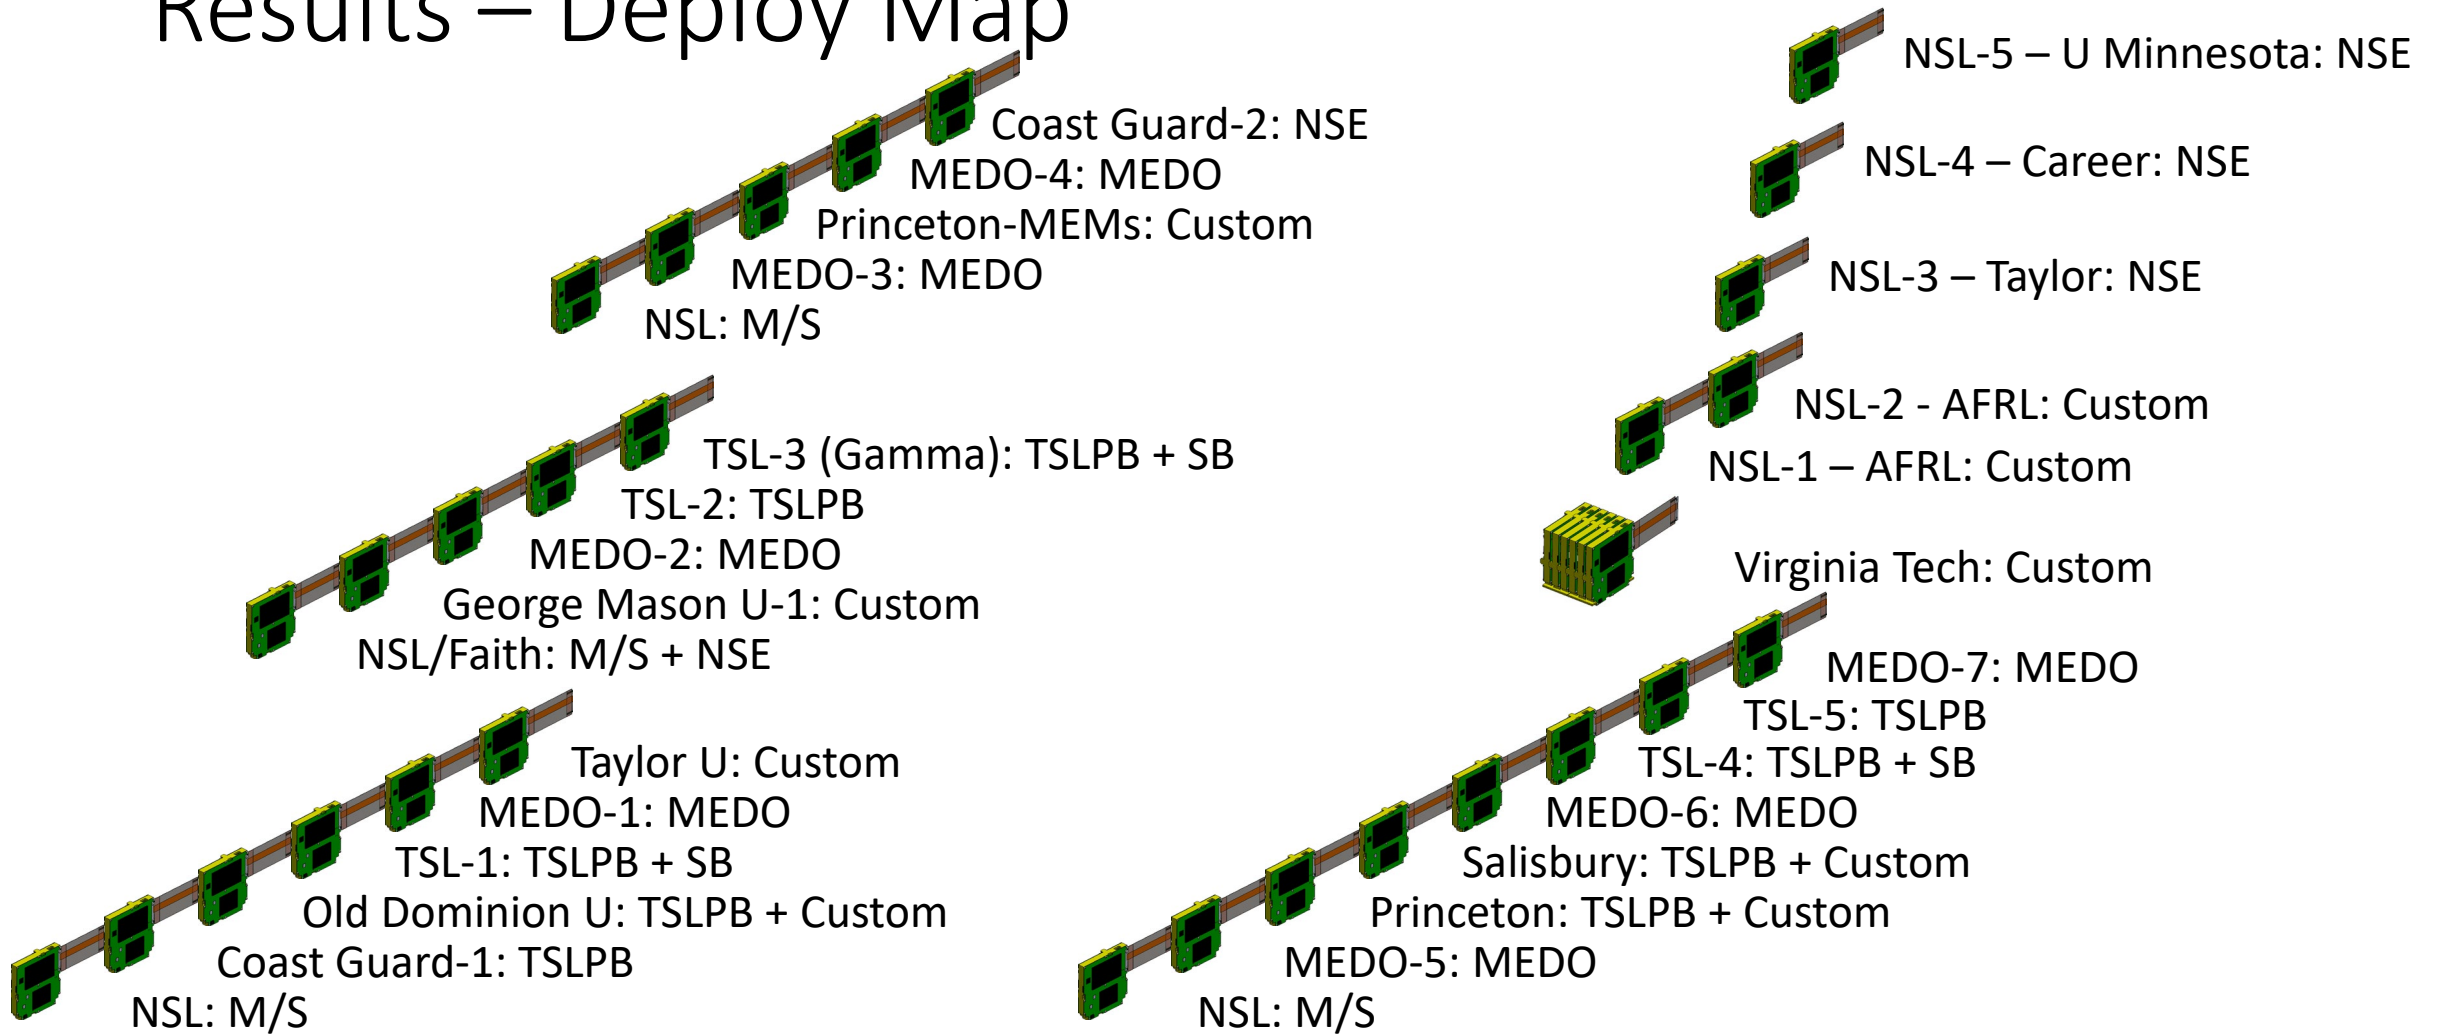 Results – Deploy Map
Coast Guard-2: NSE
MEDO-4: MEDO
Princeton-MEMs: Custom
MEDO-3: MEDO
NSL: M/S
TSL-3 (Gamma): TSLPB + SB
TSL-2: TSLPB
MEDO-2: MEDO
George Mason U-1: Custom
NSL/Faith: M/S + NSE
Taylor U: Custom
MEDO-1: MEDO
TSL-1: TSLPB + SB
Old Dominion U: TSLPB + Custom
Coast Guard-1: TSLPB
NSL: M/S
NSL-5 – U Minnesota: NSE
NSL-4 – Career: NSE
NSL-3 – Taylor: NSE
NSL-2 - AFRL: Custom
NSL-1 – AFRL: Custom
Virginia Tech: Custom
MEDO-7: MEDO
TSL-5: TSLPB
TSL-4: TSLPB + SB
MEDO-6: MEDO
Salisbury: TSLPB + Custom
Princeton: TSLPB + Custom
MEDO-5: MEDO
NSL: M/S